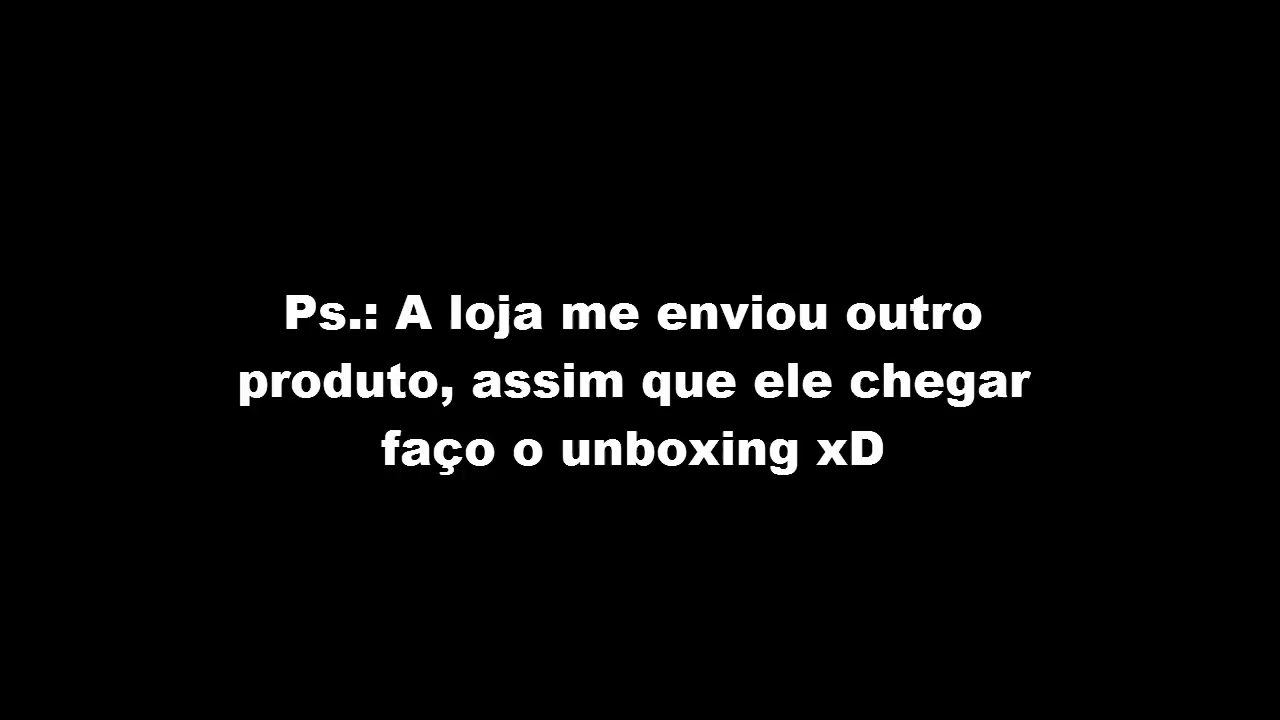 Ps.: A loja me enviou outro
produto, assim que ele chegar
faço o unboxing xD